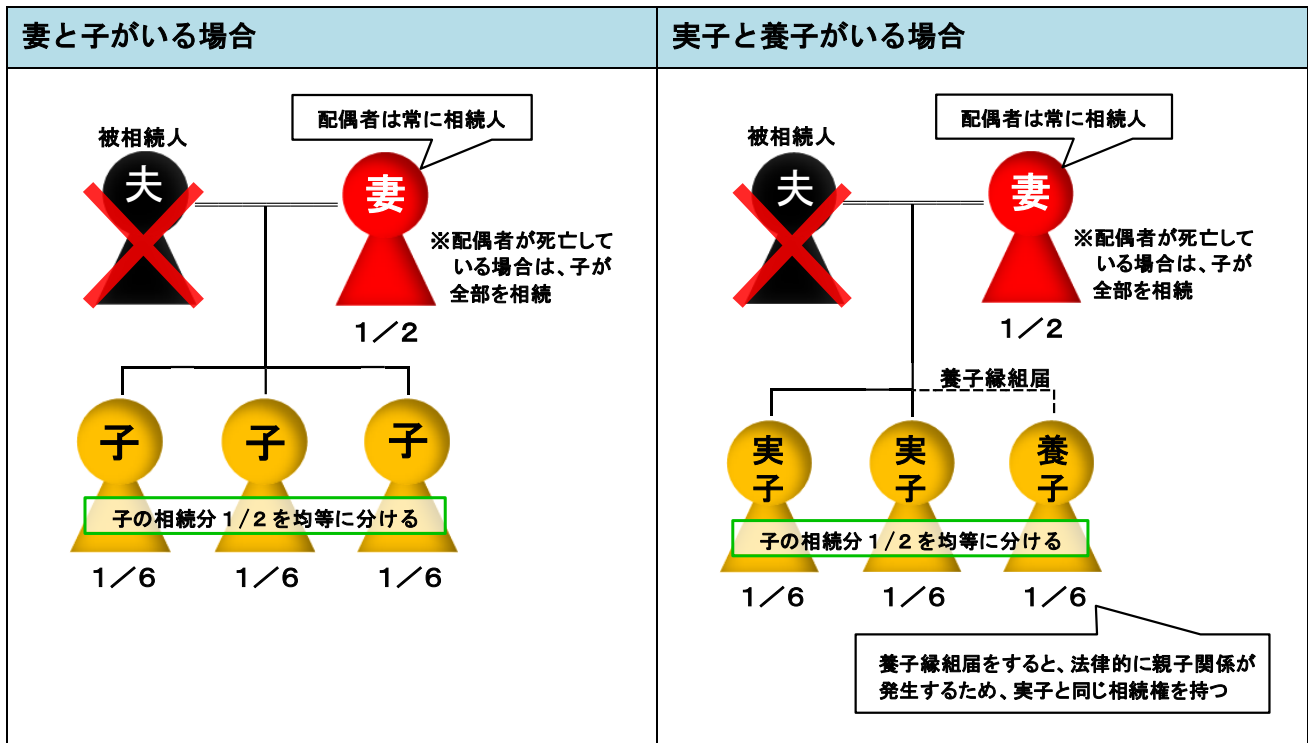 妻と子がいる場合
配偶者は常に相続人
被相続人
夫
妻
※配偶者が死亡して
いる場合は、子が
全部を相続
1／2
子
子
子
子の相続分1/2を均等に分ける
1／6
1／6
1／6
実子と養子がいる場合
配偶者は常に相続人
被相続人
夫
妻
※配偶者が死亡して
いる場合は、子が
全部を相続
1／2
養子縁組届
実子
実子
養子
子の相続分1/2を均等に分ける
1／6
1／6
1／6
養子縁組届をすると、法律的に親子関係が
発生するため、実子と同じ相続権を持つ